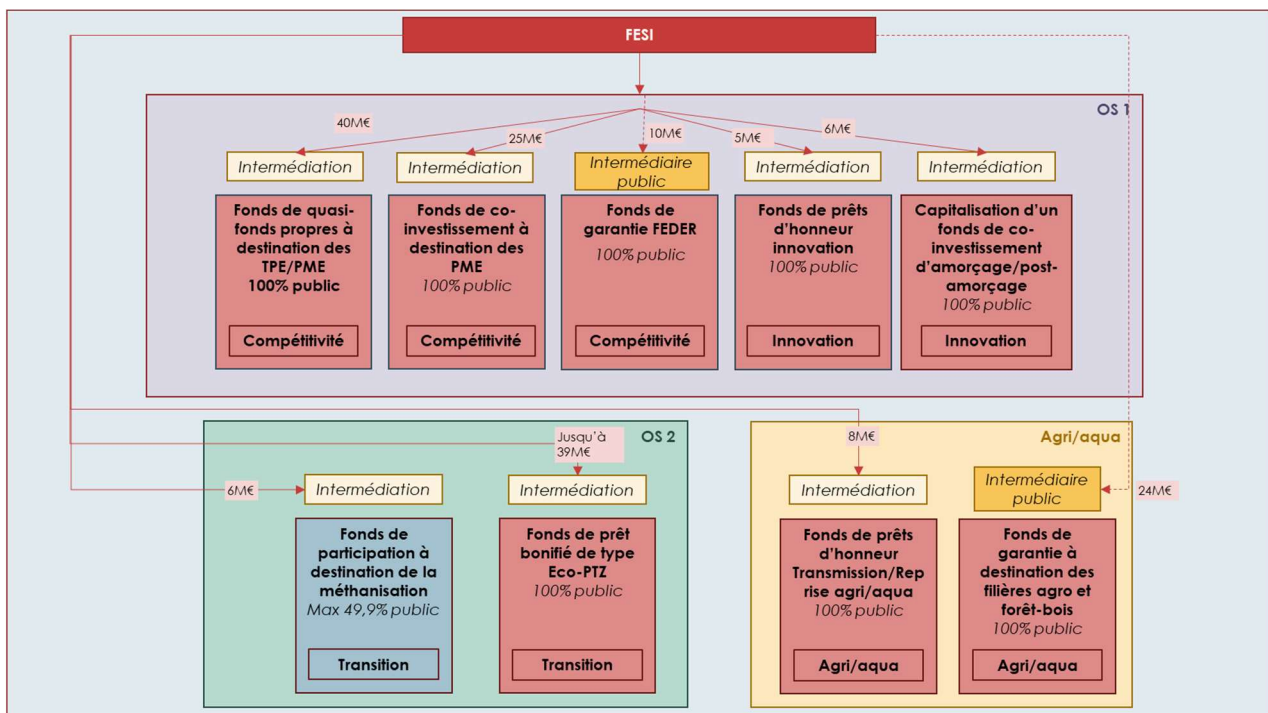 FESI
OS 1
40M€
25M€
10M€
5M€
6M€
Intermédiation
Intermédiation
Intermédiaire
public
Intermédiation
Intermédiation
Fonds de quasi-
fonds propres à
destination des
TPE/PME
100% public
Compétitivité
Fonds de co-
investissement à
destination des
PME
100% public
Compétitivité
Fonds de
garantie FEDER
100% public
Compétitivité
Fonds de prêts
d'honneur
innovation
100% public
Innovation
Capitalisation d'un
fonds de co-
investissement
d'amorçage/post-
amorçage
100% public
Innovation
OS 2
6M€
Jusqu'à
39M€
Intermédiation
Intermédiation
Fonds de
participation à
destination de la
méthanisation
Max 49,9% public
Transition
Fonds de prêt
bonifié de type
Eco-PTZ
100% public
Transition
Agri/aqua
8M€
24M€
Intermédiation
Intermédiaire
public
Fonds de prêts
d'honneur
Transmission/Rep
rise agri/aqua
100% public
Agri/aqua
Fonds de
garantie à
destination des
filières agro et
forêt-bois
100% public
Agri/aqua